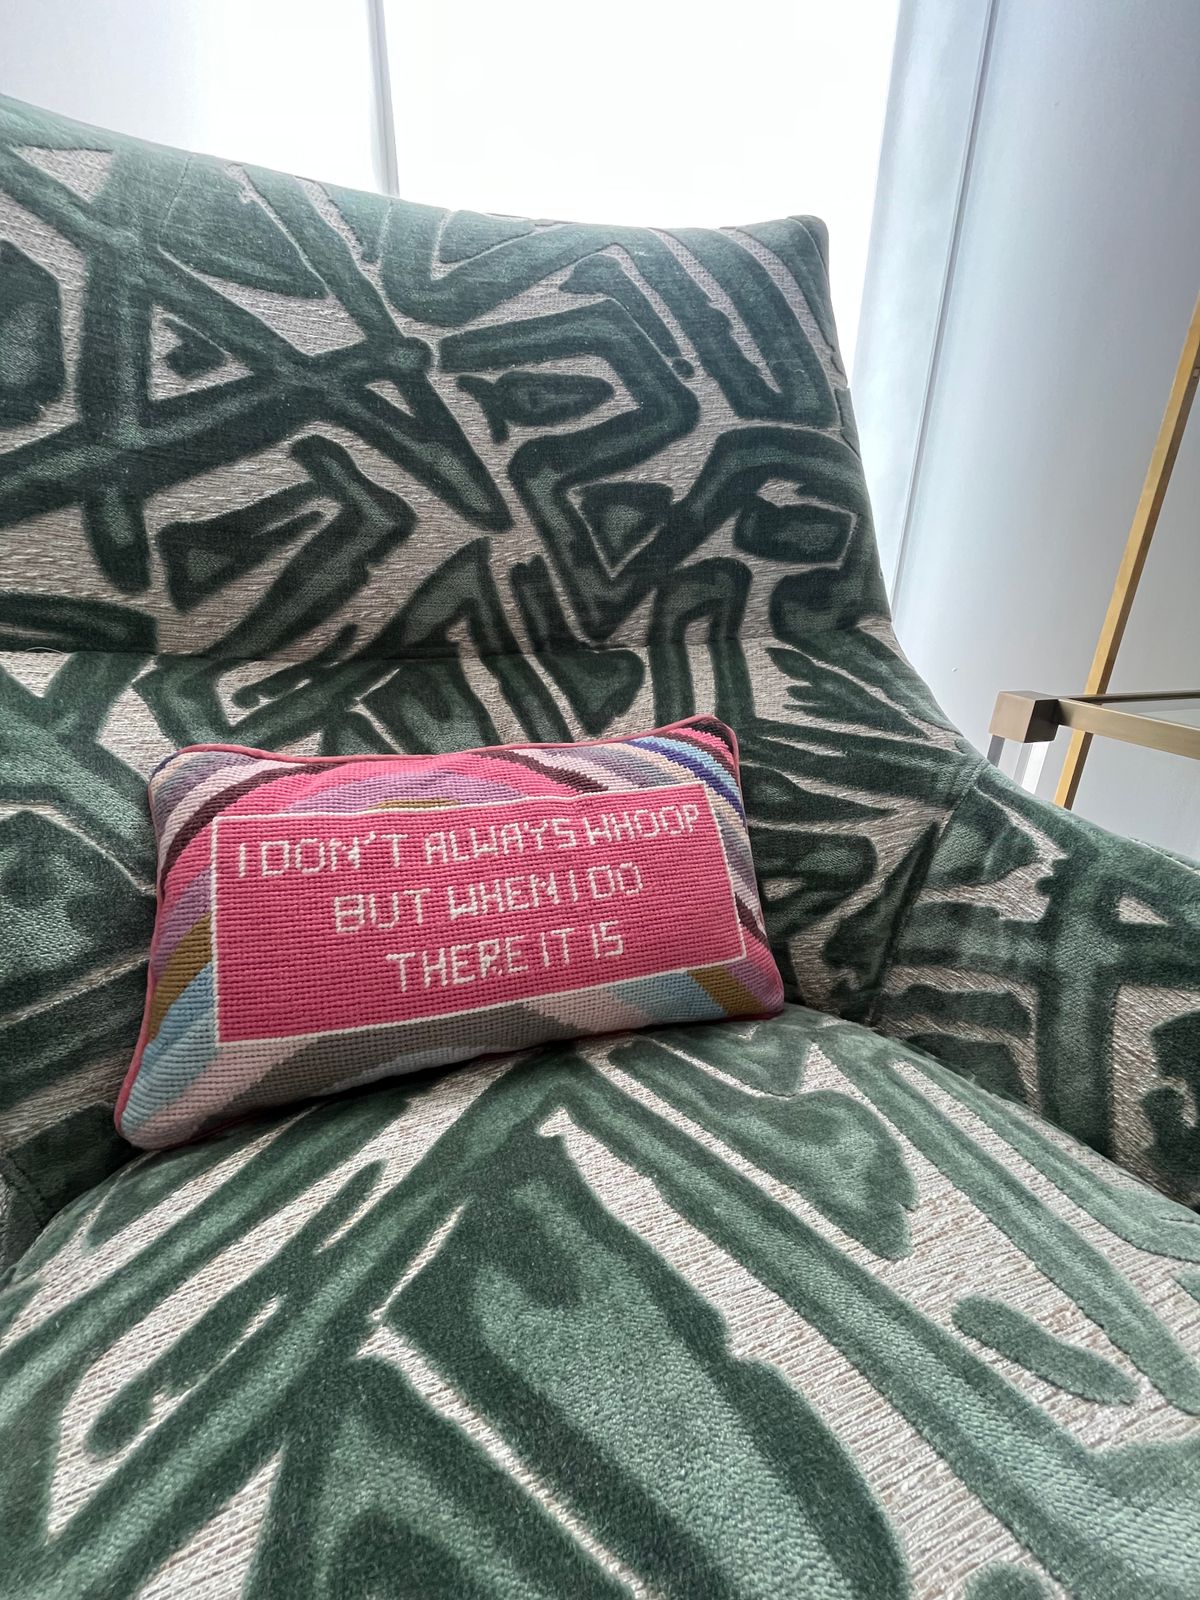 I DON'T ALWAYS WHOOP
BUT WHEN I DO
THERE IT IS